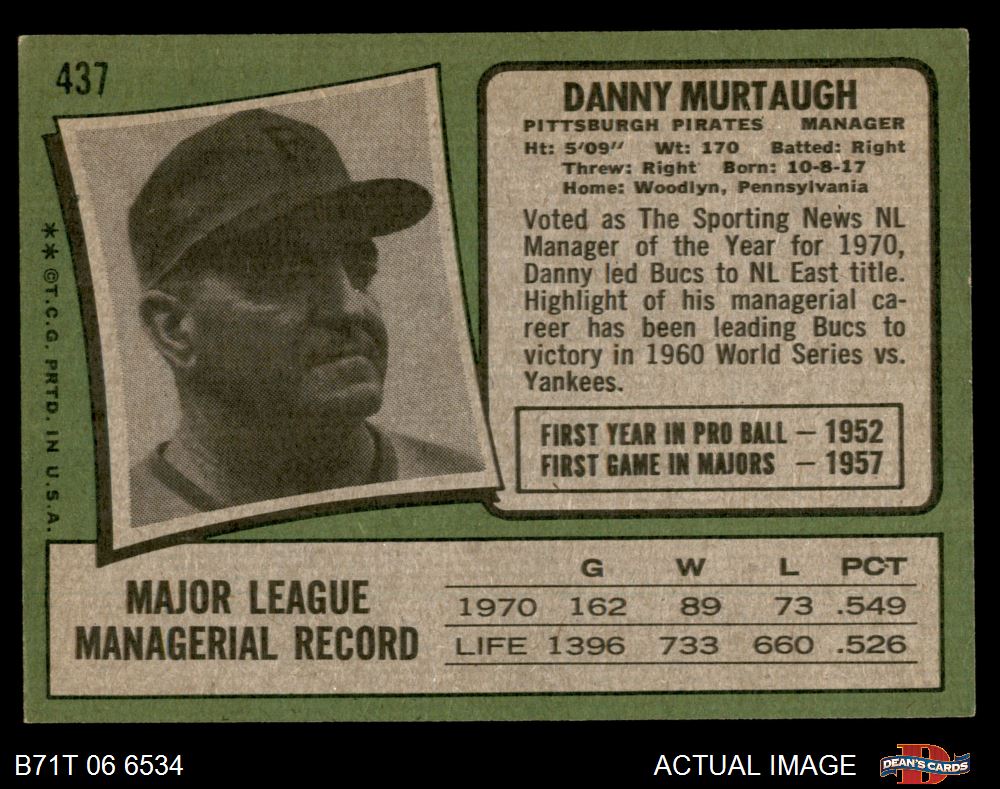 437
** ©T.C.G. PRTD. IN U.S.A.
DANNY MURTAUGH
PITTSBURGH PIRATES MANAGER
Ht: 5'09" Wt: 170 Batted: Right
Threw: Right Born: 10-8-17
Home: Woodlyn, Pennsylvania
Voted as The Sporting News NL
Manager of the Year for 1970,
Danny led Bucs to NL East title.
Highlight of his managerial ca-
reer has been leading Bucs to
victory in 1960 World Series vs.
Yankees.
FIRST YEAR IN PRO BALL — 1952
FIRST GAME IN MAJORS — 1957
MAJOR LEAGUE
MANAGERIAL RECORD
G W L PCT
1970 162 89 73 .549
LIFE 1396 733 660 .526
B71T 06 6534
ACTUAL IMAGE
D
DEAN'S CARDS